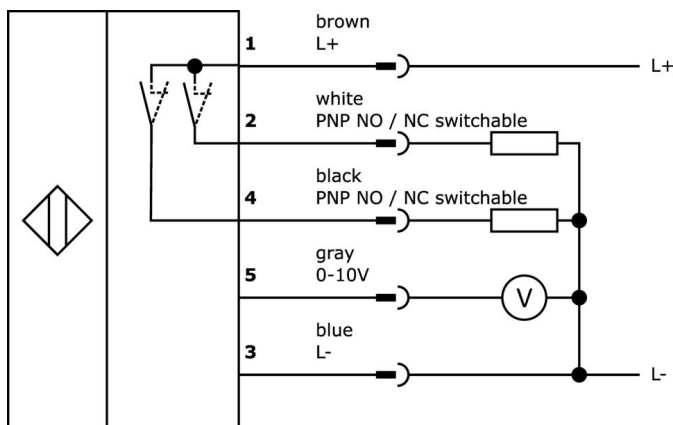 brown
1 L+
L+
white
2 PNP NO / NC switchable
black
4 PNP NO / NC switchable
gray
5 0-10V
V
blue
3 L-
L-